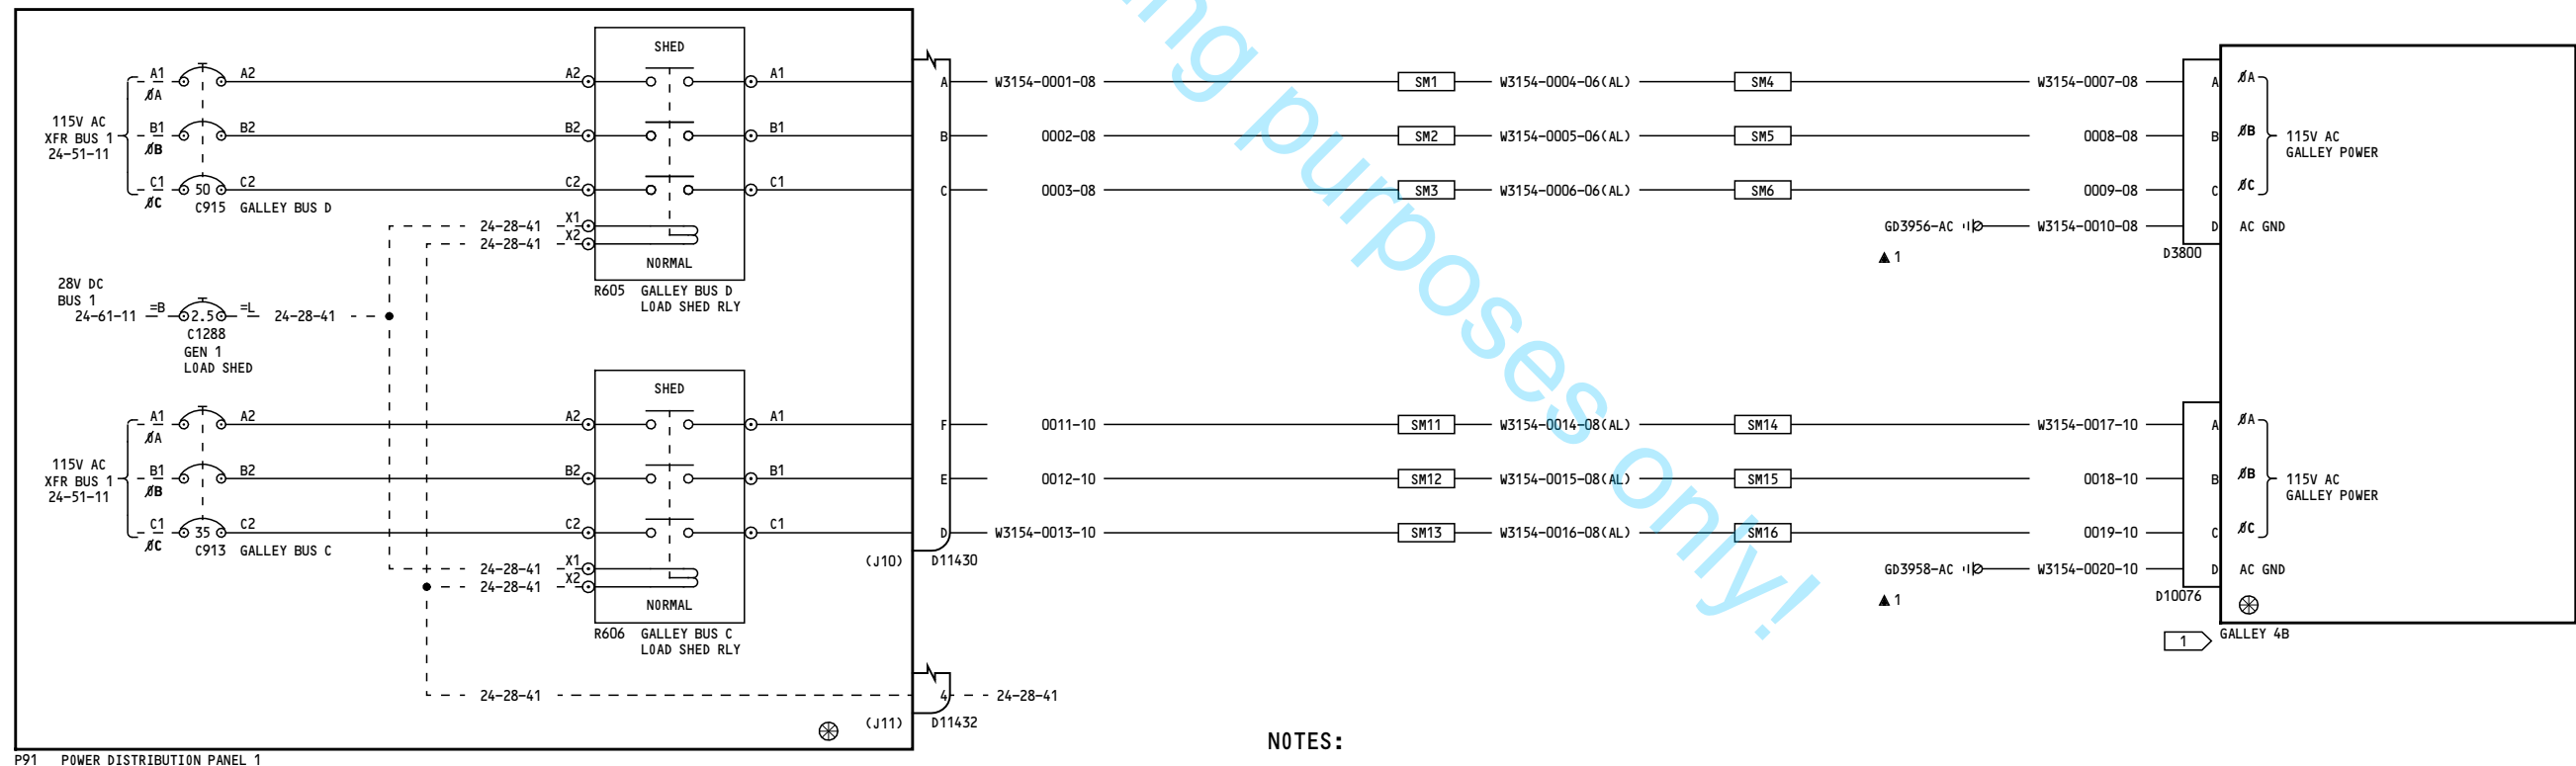 SHED
A1 A2 A2 A1 A W3154-0001-08 SM1 W3154-0004-06(AL) SM4 W3154-0007-08 A ØA
ØA
115V AC
XFR BUS 1
24-51-11
B1 B2 B2 B1 B 0002-08 SM2 W3154-0005-06(AL) SM5 0008-08 B ØB
ØB
115V AC
GALLEY POWER
C1 50 C2 C2 C1 C 0003-08 SM3 W3154-0006-06(AL) SM6 0009-08 C ØC
ØC
C915 GALLEY BUS D
24-28-41 X1
24-28-41 X2
GD3956-AC W3154-0010-08 D AC GND
1
D3800
NORMAL
R605 GALLEY BUS D
LOAD SHED RLY
28V DC
BUS 1
24-61-11 =B 2.5 =L 24-28-41
C1288
GEN 1
LOAD SHED
SHED
A1 A2 A2 A1 F 0011-10 SM11 W3154-0014-08(AL) SM14 W3154-0017-10 A ØA
ØA
115V AC
XFR BUS 1
24-51-11
B1 B2 B2 B1 E 0012-10 SM12 W3154-0015-08(AL) SM15 0018-10 B ØB
ØB
115V AC
GALLEY POWER
C1 35 C2 C2 C1 D W3154-0013-10 SM13 W3154-0016-08(AL) SM16 0019-10 C ØC
ØC
C913 GALLEY BUS C
(J10) D11430
24-28-41 X1
24-28-41 X2
GD3958-AC W3154-0020-10 D AC GND
1
D10076
NORMAL
R606 GALLEY BUS C
LOAD SHED RLY
1 GALLEY 4B
24-28-41 4 24-28-41
(J11) D11432
P91 POWER DISTRIBUTION PANEL 1
NOTES:
purposes only!